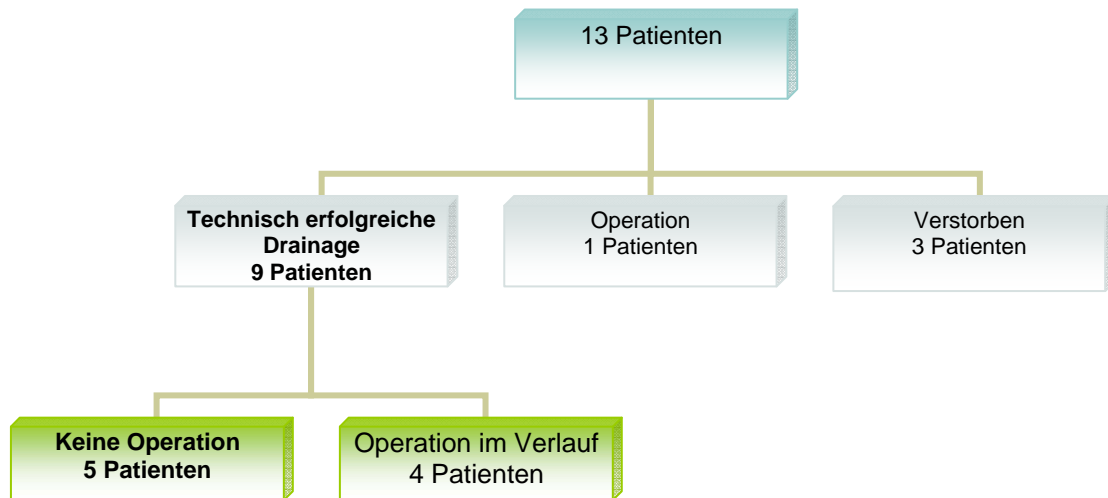 13 Patienten
Technisch erfolgreiche
Drainage
9 Patienten
Operation
1 Patienten
Verstorben
3 Patienten
Keine Operation
5 Patienten
Operation im Verlauf
4 Patienten